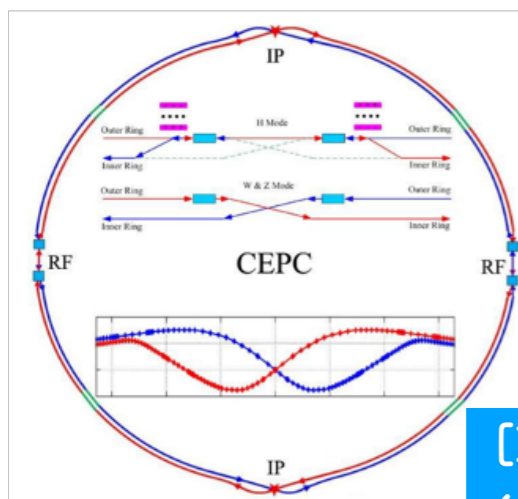 IP
H Mode
Outer Ring
Outer Ring
Inner Ring
Inner Ring
W & Z Mode
Outer Ring
Outer Ring
Inner Ring
Inner Ring
RF
CEPC
RF
IP